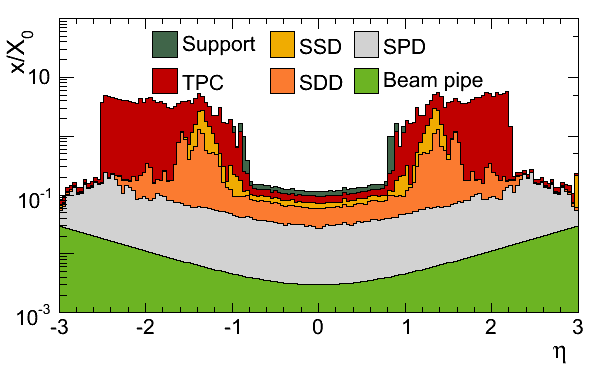 x/X₀
Support SSD SPD
TPC SDD Beam pipe
10
10⁻¹
10⁻³
-3 -2 -1 0 1 2 3
η